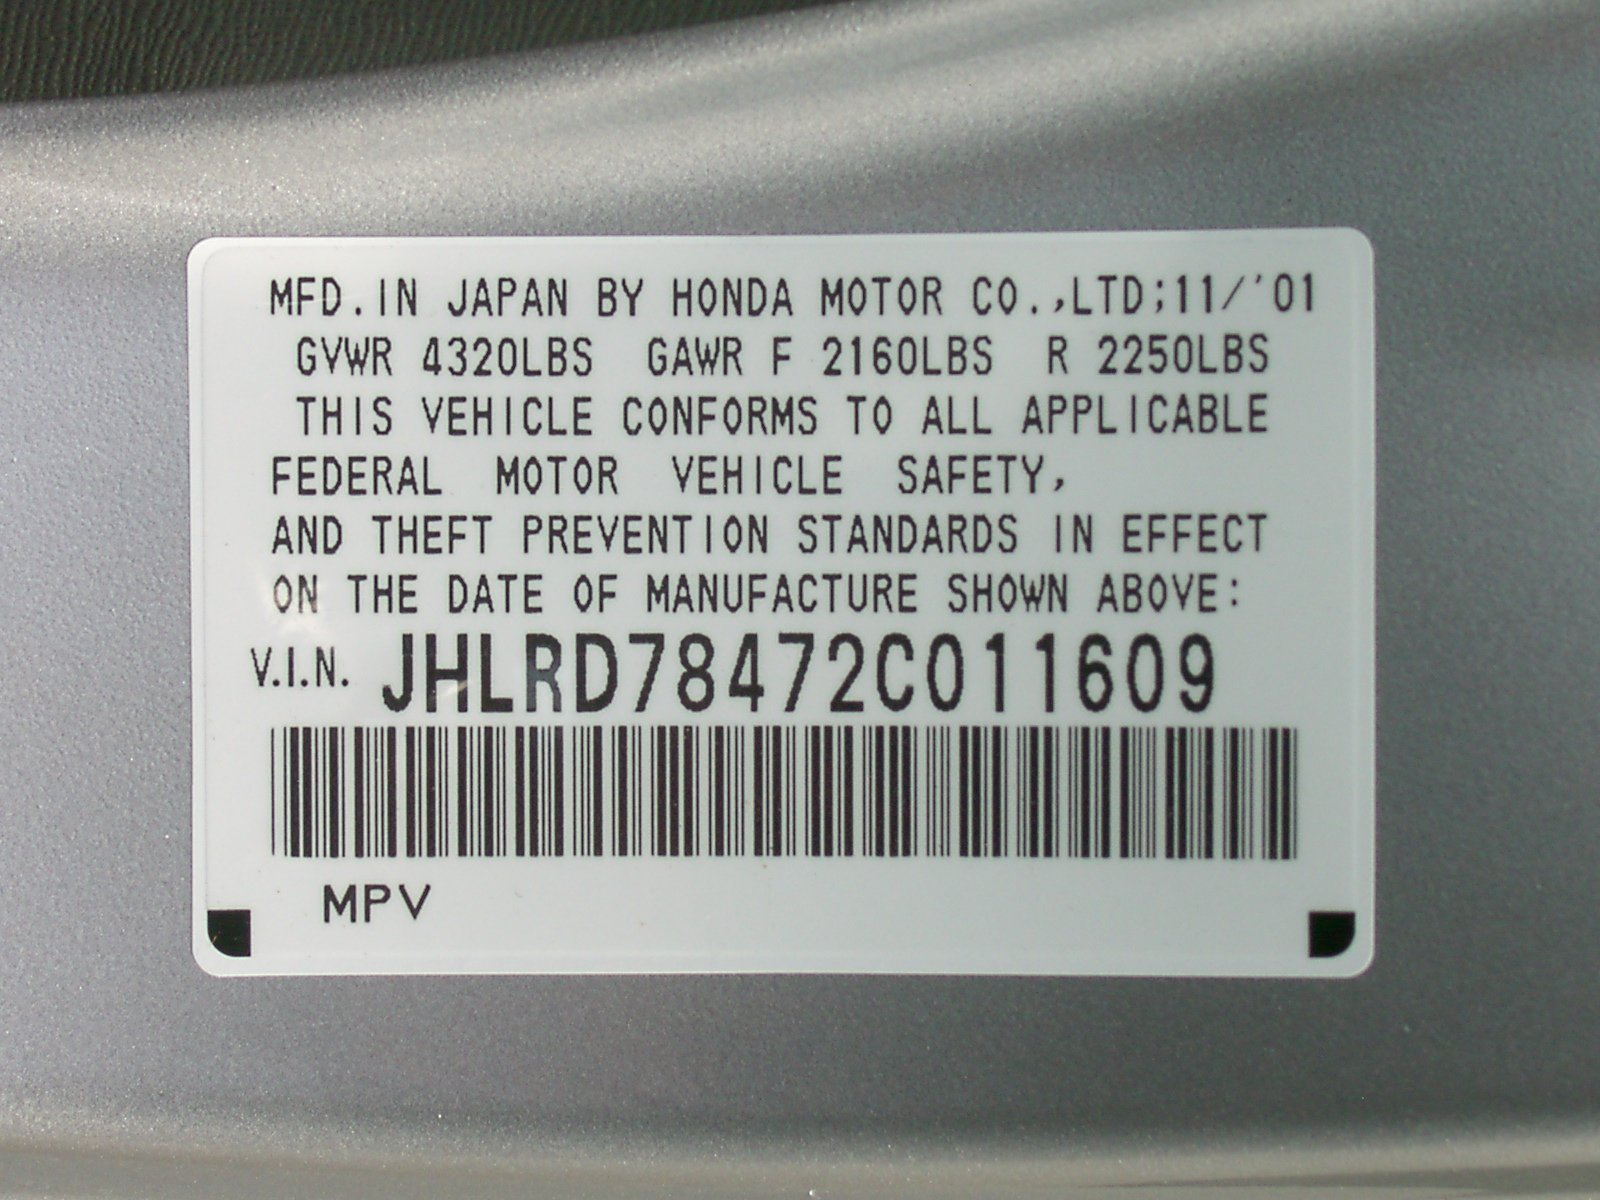 MFD.IN JAPAN BY HONDA MOTOR CO.,LTD;11/'01
GVWR 4320LBS GAWR F 2160LBS R 2250LBS
THIS VEHICLE CONFORMS TO ALL APPLICABLE
FEDERAL MOTOR VEHICLE SAFETY,
AND THEFT PREVENTION STANDARDS IN EFFECT
ON THE DATE OF MANUFACTURE SHOWN ABOVE:
V.I.N. JHLRD78472C011609
MPV